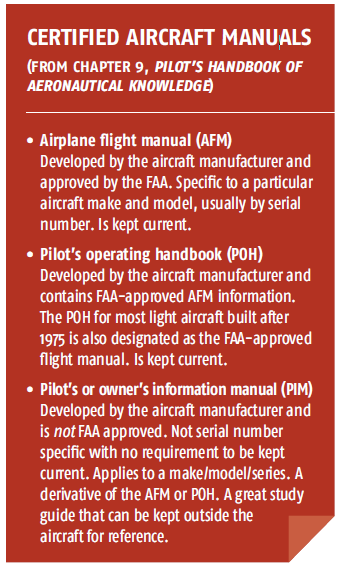 CERTIFIED AIRCRAFT MANUALS
(FROM CHAPTER 9, PILOT'S HANDBOOK OF
AERONAUTICAL KNOWLEDGE)
• Airplane flight manual (AFM)
Developed by the aircraft manufacturer and
approved by the FAA. Specific to a particular
aircraft make and model, usually by serial
number. Is kept current.
• Pilot's operating handbook (POH)
Developed by the aircraft manufacturer and
contains FAA-approved AFM information.
The POH for most light aircraft built after
1975 is also designated as the FAA-approved
flight manual. Is kept current.
• Pilot's or owner's information manual (PIM)
Developed by the aircraft manufacturer and
is not FAA approved. Not serial number
specific with no requirement to be kept
current. Applies to a make/model/series. A
derivative of the AFM or POH. A great study
guide that can be kept outside the
aircraft for reference.